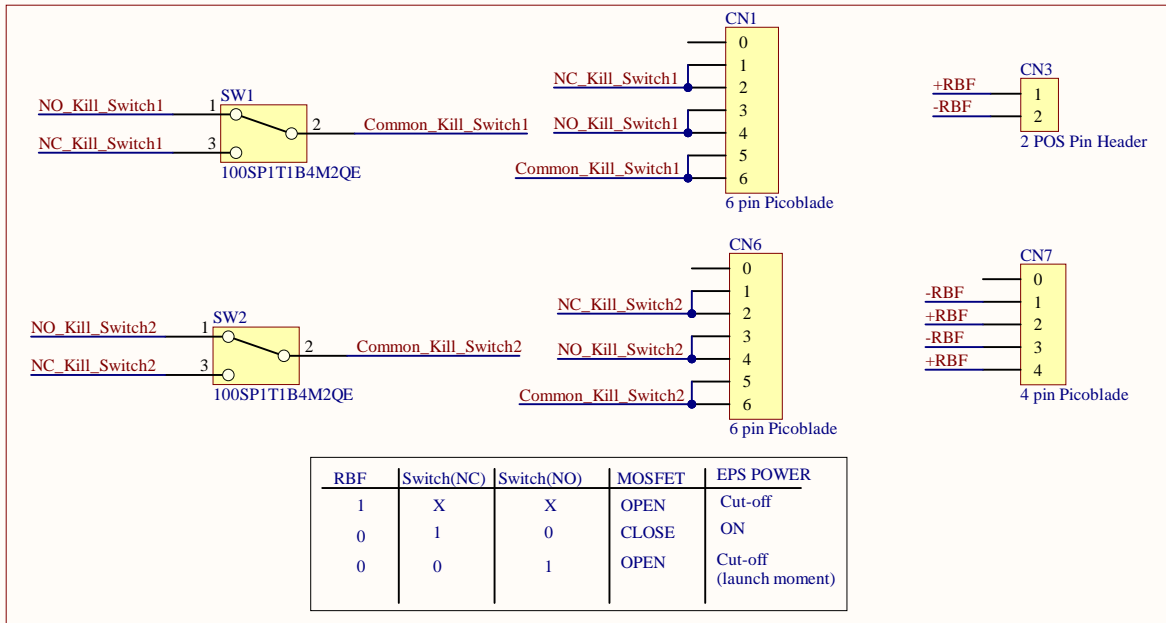 CN1
0
1
NC_Kill_Switch1
2
3
NO_Kill_Switch1
4
5
Common_Kill_Switch1
6
6 pin Picoblade
SW1
NO_Kill_Switch1
1
2
Common_Kill_Switch1
NC_Kill_Switch1
3
100SP1T1B4M2QE
CN3
+RBF
1
-RBF
2
2 POS Pin Header
CN6
0
1
NC_Kill_Switch2
2
3
NO_Kill_Switch2
4
5
Common_Kill_Switch2
6
6 pin Picoblade
SW2
NO_Kill_Switch2
1
2
Common_Kill_Switch2
NC_Kill_Switch2
3
100SP1T1B4M2QE
CN7
0
-RBF
1
+RBF
2
-RBF
3
+RBF
4
4 pin Picoblade
RBF Switch(NC) Switch(NO) MOSFET EPS POWER
1 X X OPEN Cut-off
0 1 0 CLOSE ON
0 0 1 OPEN Cut-off
(launch moment)